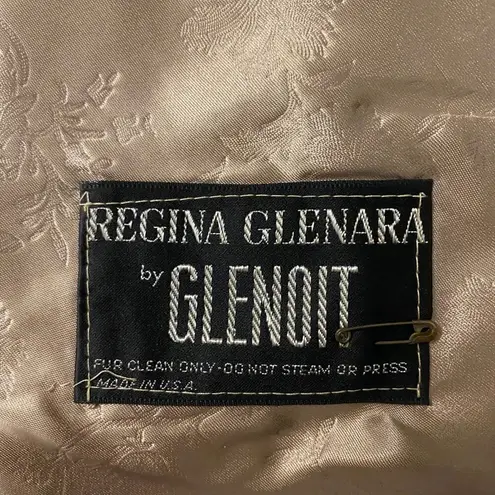 REGINA GLENARA
by GLENOIT
FUR CLEAN ONLY-DO NOT STEAM OR PRESS
MADE IN U.S.A.